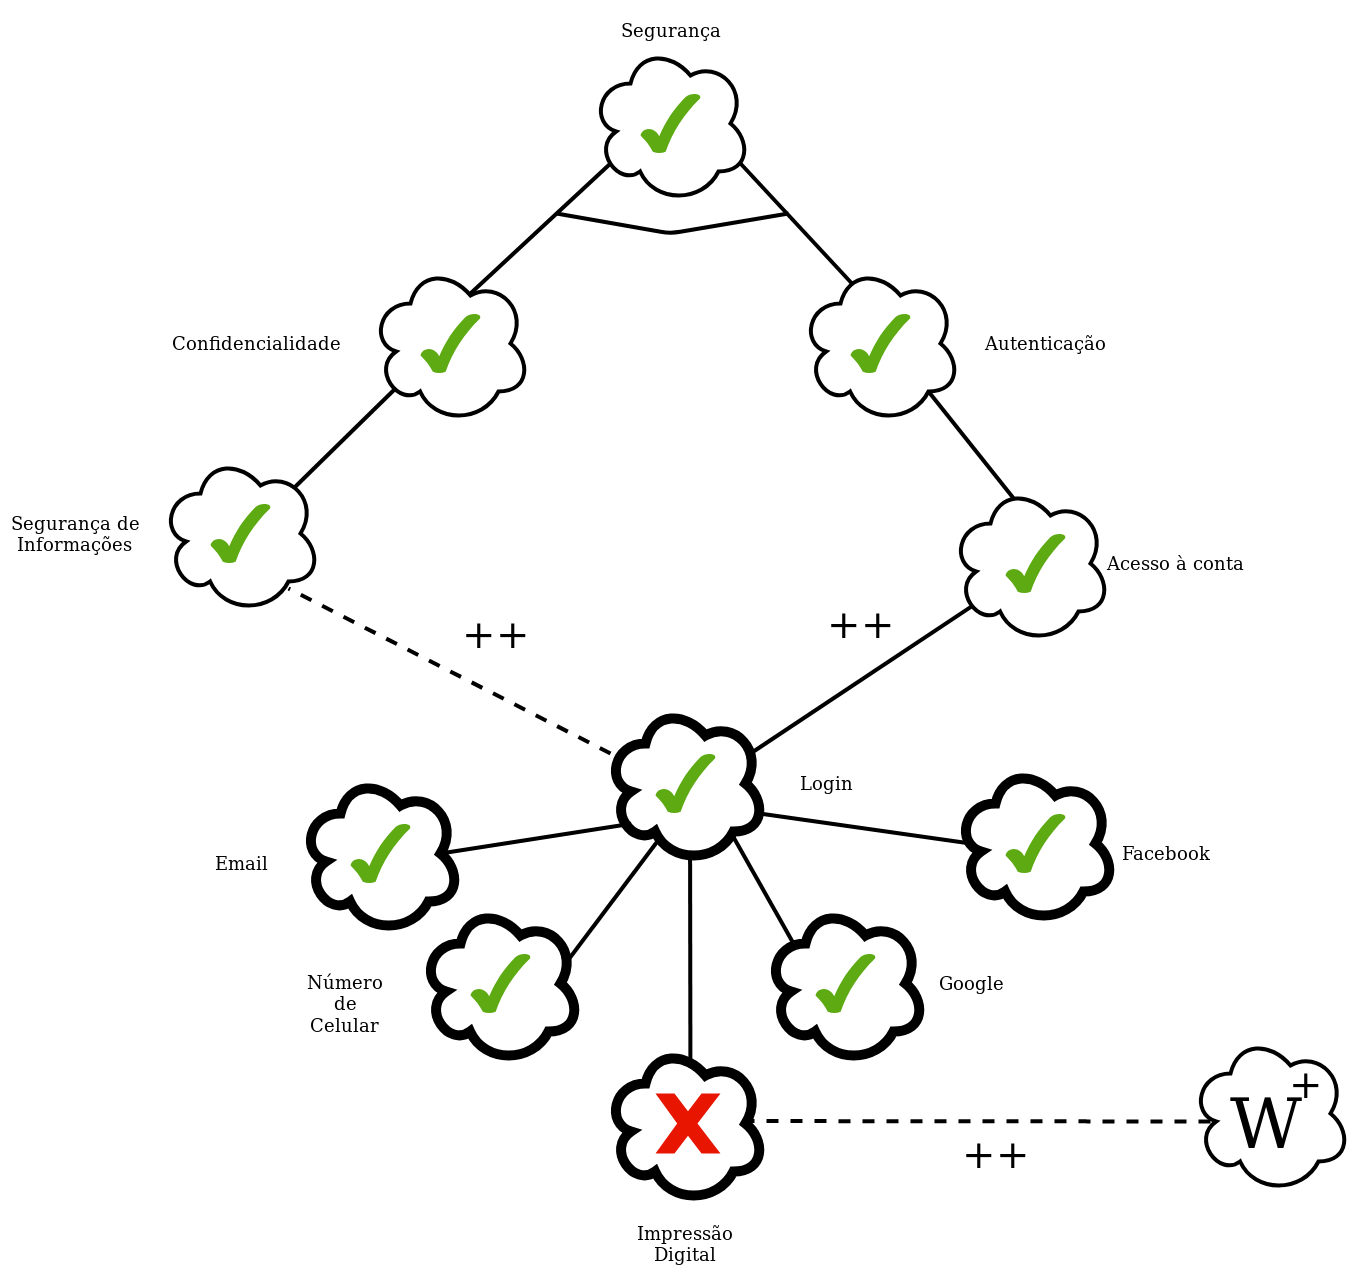 Segurança
Confidencialidade
Autenticação
Segurança de
Informações
Acesso à conta
++
++
Login
Email
Facebook
Número
de
Celular
Google
X
W+
++
Impressão
Digital